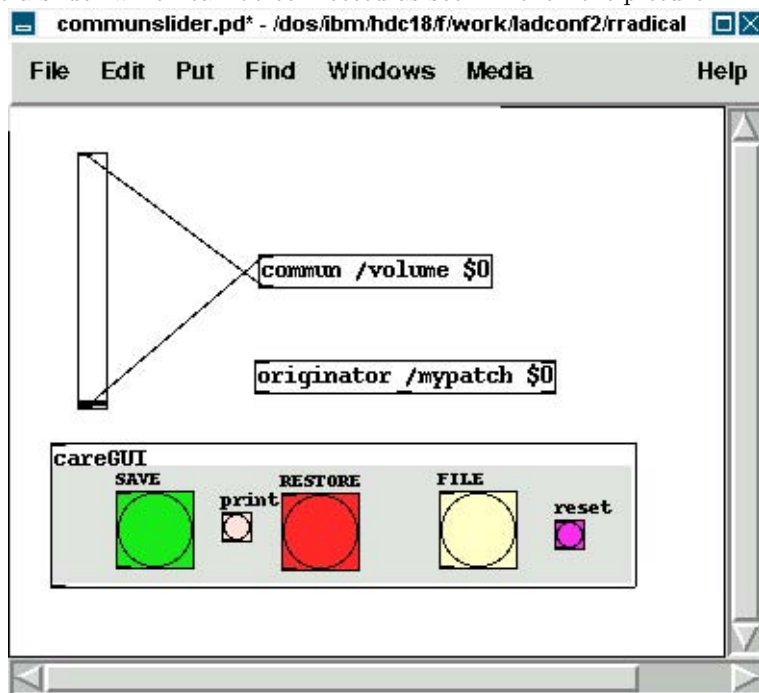 communslider.pd* - /dos/ibm/hdc18/f/work/ladconf2/rradical
File Edit Put Find Windows Media Help
commun /volume $0
originator /mypatch $0
careGUI
SAVE print RESTORE FILE reset